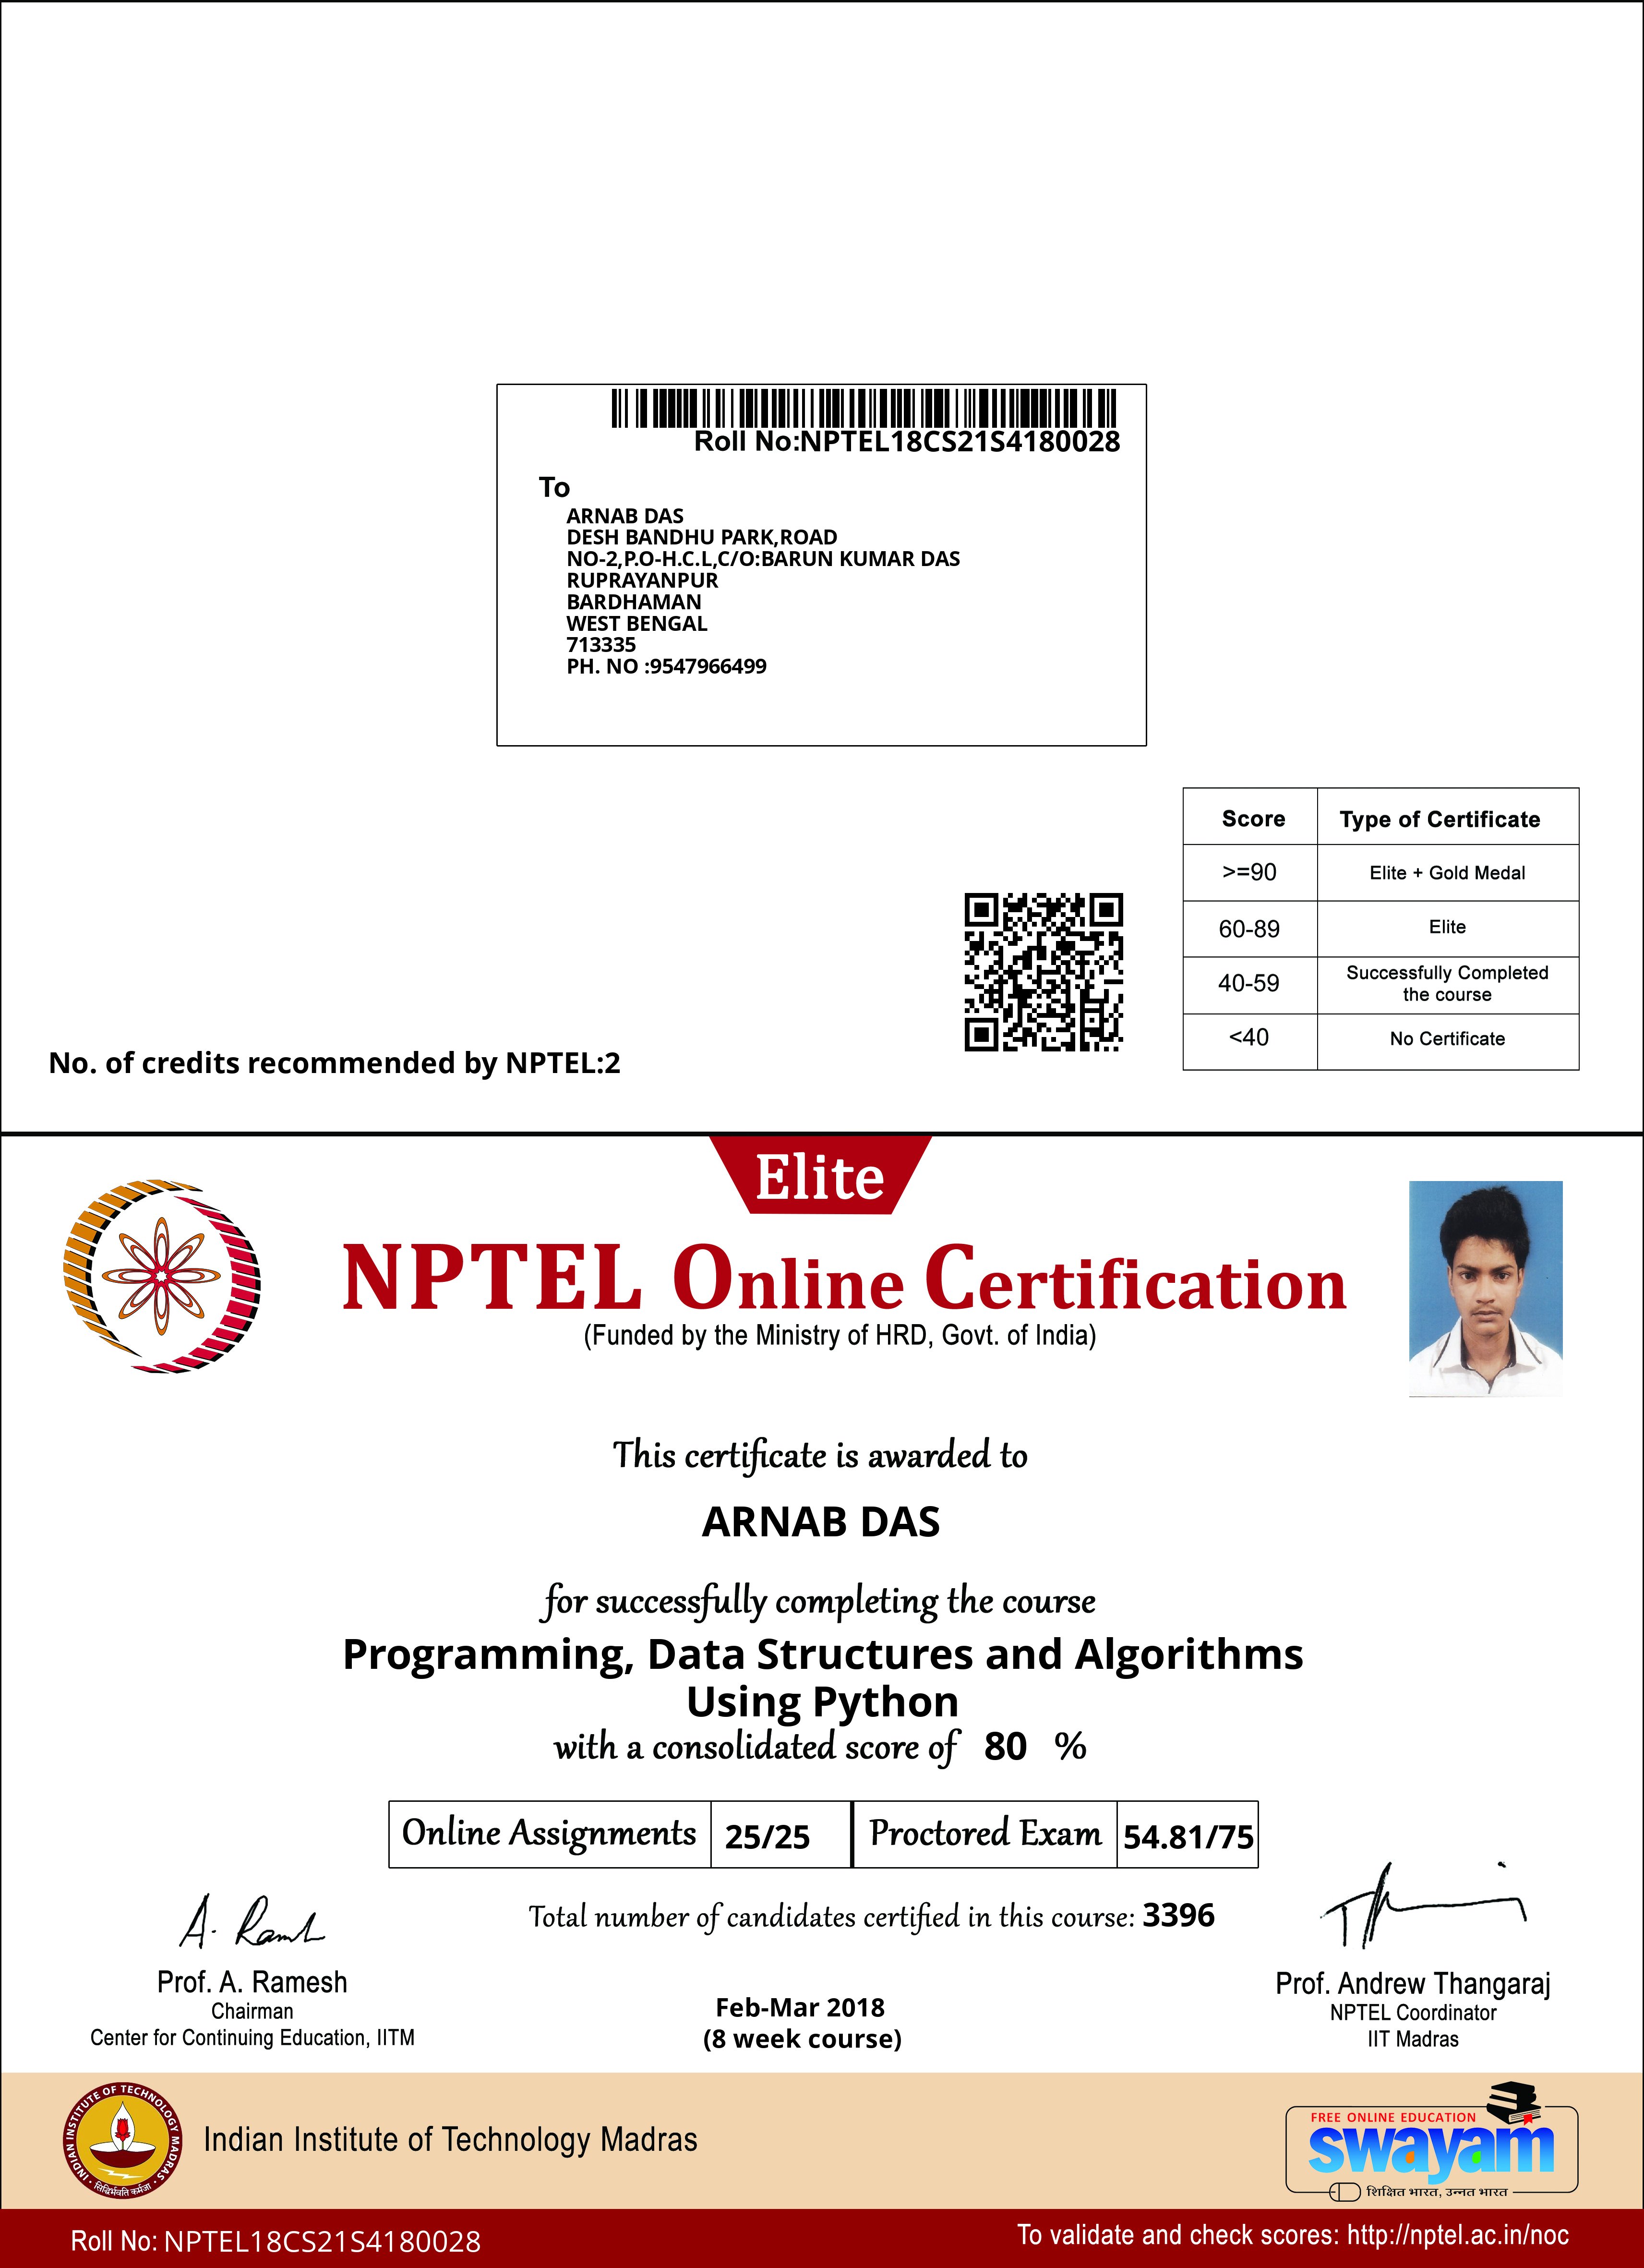 Roll No:NPTEL18CS21S4180028
To
ARNAB DAS
DESH BANDHU PARK,ROAD
NO-2,P.O-H.C.L,C/O:BARUN KUMAR DAS
RUPRAYANPUR
BARDHAMAN
WEST BENGAL
713335
PH. NO :9547966499
Score Type of Certificate
>=90 Elite + Gold Medal
60-89 Elite
40-59 Successfully Completed
the course
<40 No Certificate
No. of credits recommended by NPTEL:2
Elite
NPTEL Online Certification
(Funded by the Ministry of HRD, Govt. of India)
This certificate is awarded to
ARNAB DAS
for successfully completing the course
Programming, Data Structures and Algorithms
Using Python
with a consolidated score of 80 %
Online Assignments 25/25 Proctored Exam 54.81/75
Total number of candidates certified in this course: 3396
A. Ramesh
Prof. A. Ramesh
Chairman
Center for Continuing Education, IITM
Feb-Mar 2018
(8 week course)
Prof. Andrew Thangaraj
NPTEL Coordinator
IIT Madras
INDIAN INSTITUTE OF TECHNOLOGY MADRAS
सिद्धिर्भवति कर्मजा
Indian Institute of Technology Madras
FREE ONLINE EDUCATION
swayam
शिक्षित भारत, उन्नत भारत
Roll No: NPTEL18CS21S4180028
To validate and check scores: http://nptel.ac.in/noc